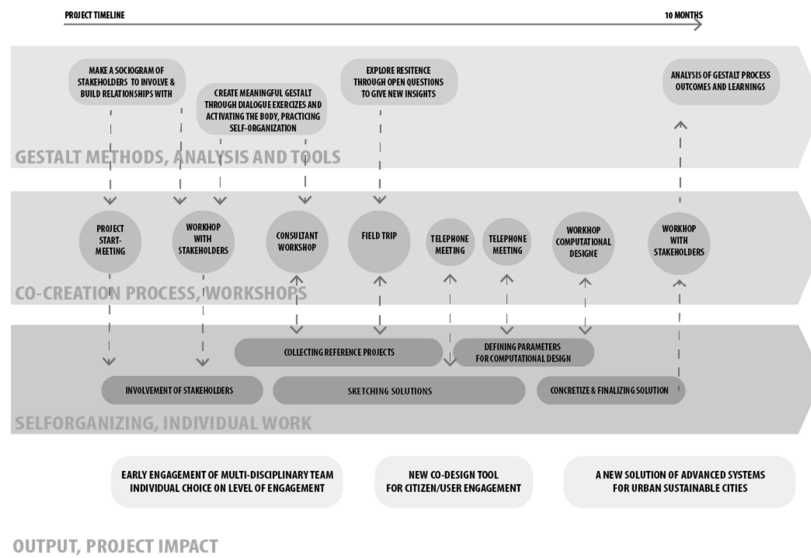 PROJECT TIMELINE
10 MONTHS
MAKE A SOCIOGRAM OF
STAKEHOLDERS TO INVOLVE &
BUILD RELATIONSHIPS WITH
CREATE MEANINGFUL GESTALT
THROUGH DIALOGUE EXERCIZES AND
ACTIVATING THE BODY, PRACTICING
SELF-ORGANIZATION
EXPLORE RESITENCE
THROUGH OPEN QUESTIONS
TO GIVE NEW INSIGHTS
ANALYSIS OF GESTALT PROCESS
OUTCOMES AND LEARNINGS
GESTALT METHODS, ANALYSIS AND TOOLS
PROJECT
START-
MEETING
WORKHOP
WITH
STAKEHOLDERS
CONSULTANT
WORKSHOP
FIELD TRIP
TELEPHONE
MEETING
TELEPHONE
MEETING
WORKHOP
COMPUTATIONAL
DESIGNE
WORKHOP
WITH
STAKEHOLDERS
CO-CREATION PROCESS, WORKSHOPS
COLLECTING REFERENCE PROJECTS
DEFINING PARAMETERS
FOR COMPUTATIONAL DESIGN
INVOLVEMENT OF STAKEHOLDERS
SKETCHING SOLUTIONS
CONCRETIZE & FINALIZING SOLUTION
SELFORGANIZING, INDIVIDUAL WORK
EARLY ENGAGEMENT OF MULTI-DISCIPLINARY TEAM
INDIVIDUAL CHOICE ON LEVEL OF ENGAGEMENT
NEW CO-DESIGN TOOL
FOR CITIZEN/USER ENGAGEMENT
A NEW SOLUTION OF ADVANCED SYSTEMS
FOR URBAN SUSTAINABLE CITIES
OUTPUT, PROJECT IMPACT